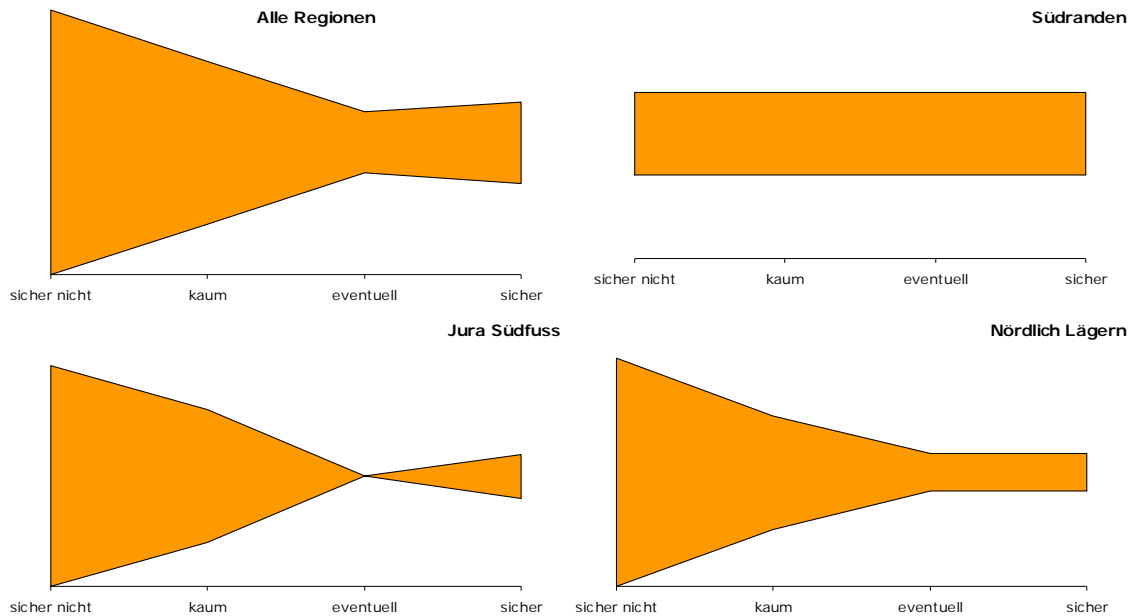 Alle Regionen
sicher nicht kaum eventuell sicher
Südranden
sicher nicht kaum eventuell sicher
Jura Südfuss
sicher nicht kaum eventuell sicher
Nördlich Lägern
sicher nicht kaum eventuell sicher